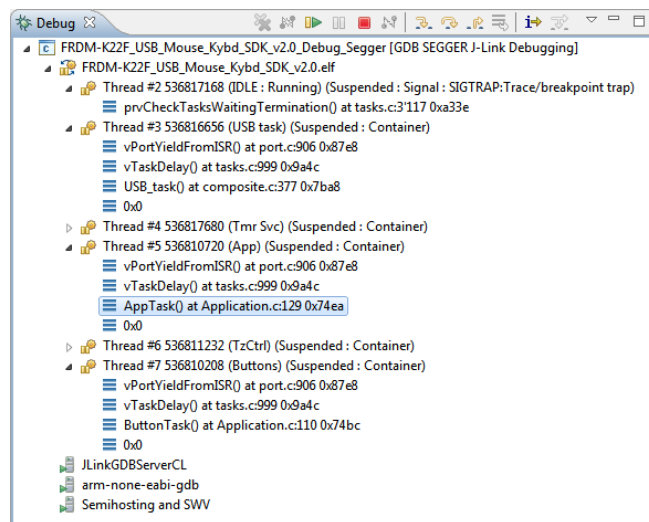 Debug
FRDM-K22F_USB_Mouse_Kybd_SDK_v2.0_Debug_Segger [GDB SEGGER J-Link Debugging]
FRDM-K22F_USB_Mouse_Kybd_SDK_v2.0.elf
Thread #2 536817168 (IDLE : Running) (Suspended : Signal : SIGTRAP:Trace/breakpoint trap)
prvCheckTasksWaitingTermination() at tasks.c:3'117 0xa33e
Thread #3 536816656 (USB task) (Suspended : Container)
vPortYieldFromISR() at port.c:906 0x87e8
vTaskDelay() at tasks.c:999 0x9a4c
USB_task() at composite.c:377 0x7ba8
0x0
Thread #4 536817680 (Tmr Svc) (Suspended : Container)
Thread #5 536810720 (App) (Suspended : Container)
vPortYieldFromISR() at port.c:906 0x87e8
vTaskDelay() at tasks.c:999 0x9a4c
AppTask() at Application.c:129 0x74ea
0x0
Thread #6 536811232 (TzCtrl) (Suspended : Container)
Thread #7 536810208 (Buttons) (Suspended : Container)
vPortYieldFromISR() at port.c:906 0x87e8
vTaskDelay() at tasks.c:999 0x9a4c
ButtonTask() at Application.c:110 0x74bc
0x0
JLinkGDBServerCL
arm-none-eabi-gdb
Semihosting and SWV